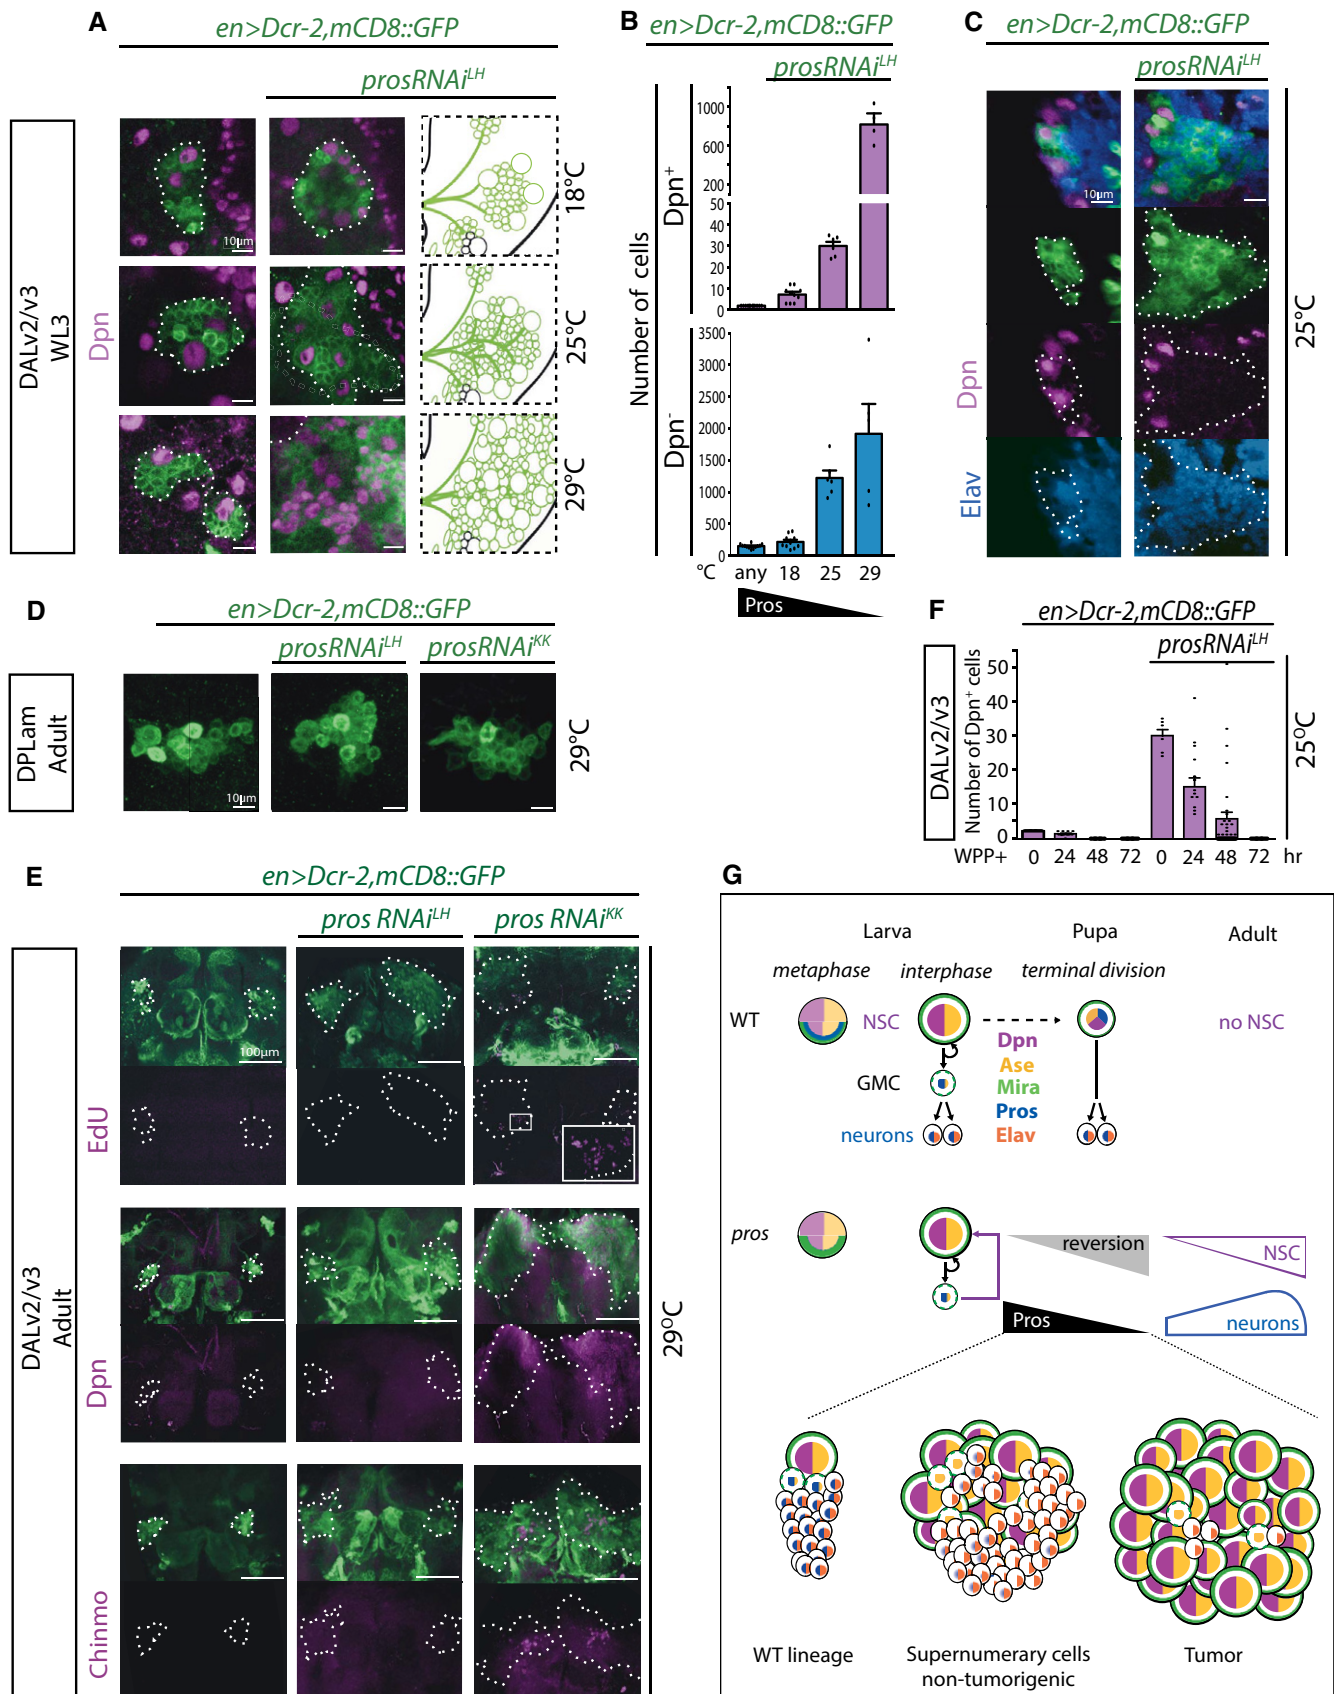 A
en>Dcr-2,mCD8::GFP
prosRNAi^LH
DALv2/v3
WL3
Dpn
10μm
18°C
25°C
29°C
B
en>Dcr-2,mCD8::GFP
prosRNAi^LH
Number of cells
Dpn+
1000
600
200
50
40
30
20
10
0
Dpn-
3500
3000
2500
2000
1500
1000
500
0
°C any 18 25 29
Pros
C
en>Dcr-2,mCD8::GFP
prosRNAi^LH
10μm
Dpn
Elav
25°C
D
en>Dcr-2,mCD8::GFP
prosRNAi^LH prosRNAi^KK
DPLam
Adult
10μm
29°C
F
en>Dcr-2,mCD8::GFP
prosRNAi^LH
DALv2/v3
Number of Dpn+ cells
50
40
30
20
10
0
WPP+ 0 24 48 72 0 24 48 72 hr
25°C
E
en>Dcr-2,mCD8::GFP
pros RNAi^LH pros RNAi^KK
DALv2/v3
Adult
100μm
EdU
Dpn
Chinmo
29°C
G
Larva Pupa Adult
metaphase interphase terminal division
WT NSC no NSC
Dpn
Ase
Mira
Pros
Elav
GMC
neurons
pros
reversion
NSC
Pros
neurons
WT lineage
Supernumerary cells
non-tumorigenic
Tumor